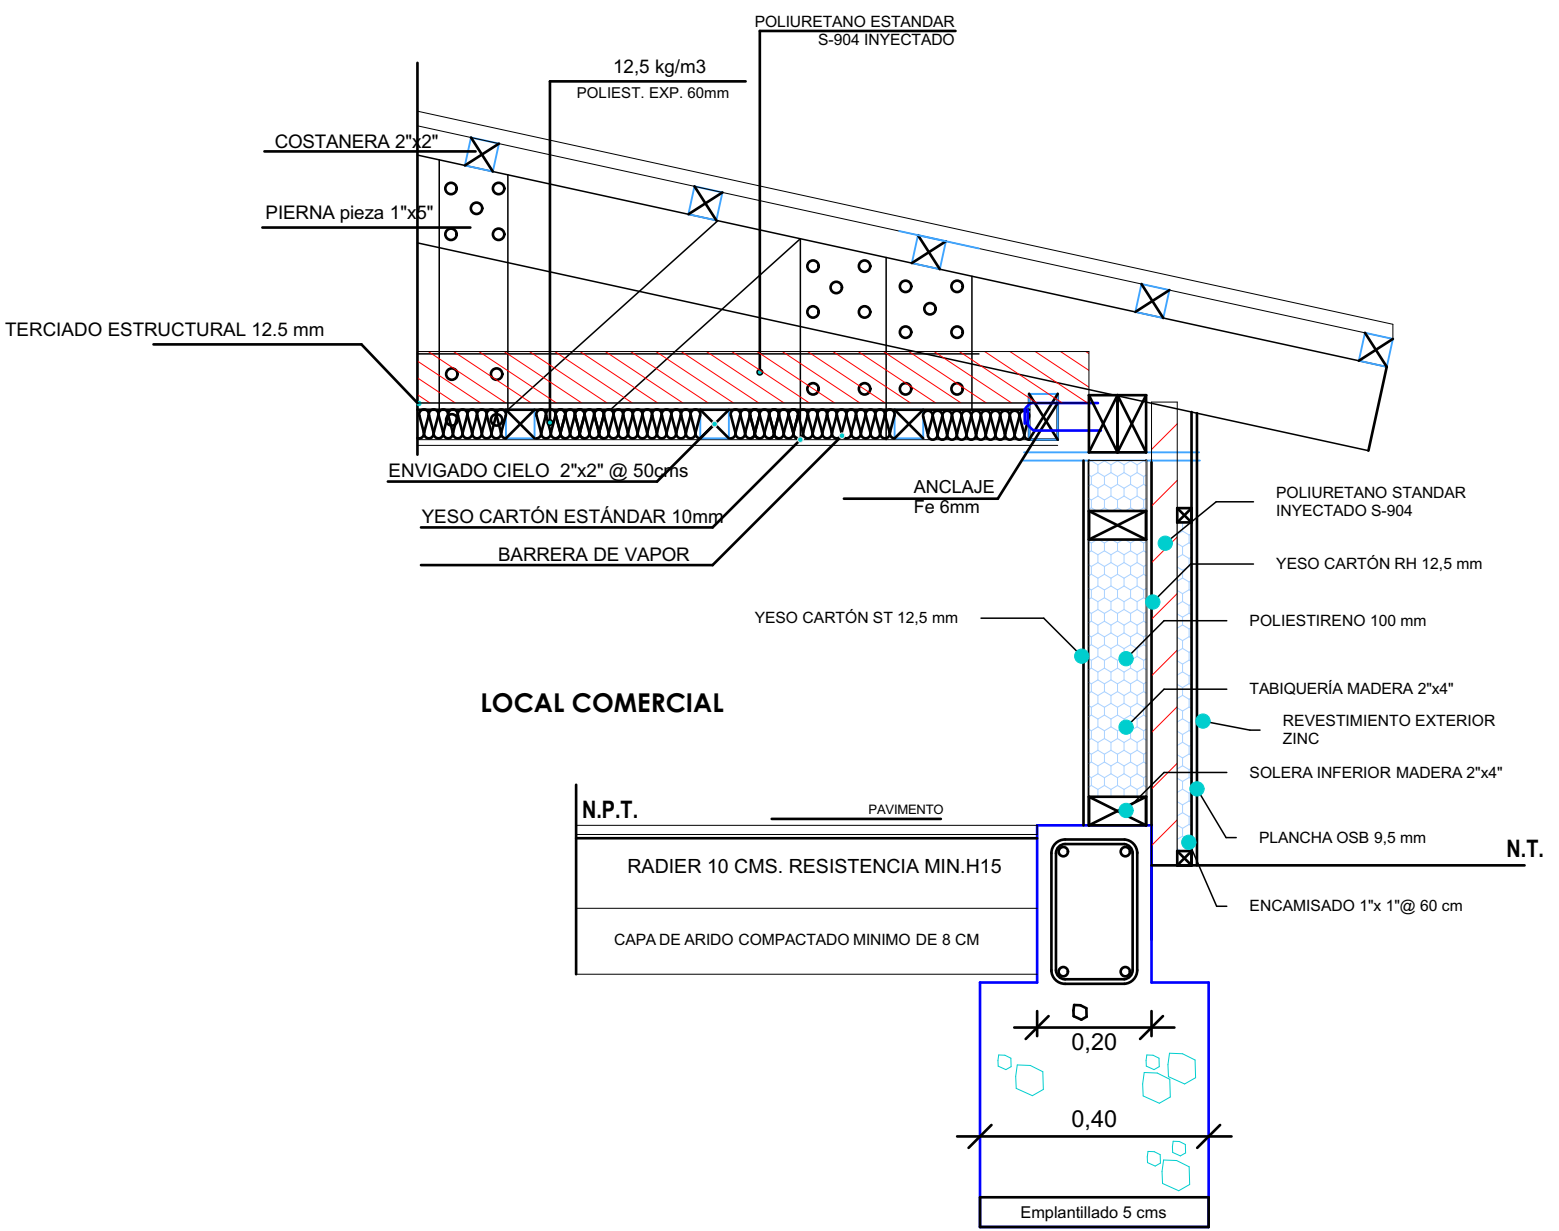 POLIURETANO ESTANDAR
S-904 INYECTADO
12,5 kg/m3
POLIEST. EXP. 60mm
COSTANERA 2"x2"
PIERNA pieza 1"x5"
TERCIADO ESTRUCTURAL 12.5 mm
ENVIGADO CIELO 2"x2" @ 50cms
YESO CARTÓN ESTÁNDAR 10mm
BARRERA DE VAPOR
ANCLAJE
Fe 6mm
POLIURETANO STANDAR
INYECTADO S-904
YESO CARTÓN RH 12,5 mm
YESO CARTÓN ST 12,5 mm
POLIESTIRENO 100 mm
TABIQUERÍA MADERA 2"x4"
LOCAL COMERCIAL
REVESTIMIENTO EXTERIOR
ZINC
SOLERA INFERIOR MADERA 2"x4"
N.P.T.
PAVIMENTO
PLANCHA OSB 9,5 mm
N.T.
RADIER 10 CMS. RESISTENCIA MIN.H15
ENCAMISADO 1"x 1"@ 60 cm
CAPA DE ARIDO COMPACTADO MINIMO DE 8 CM
0,20
0,40
Emplantillado 5 cms